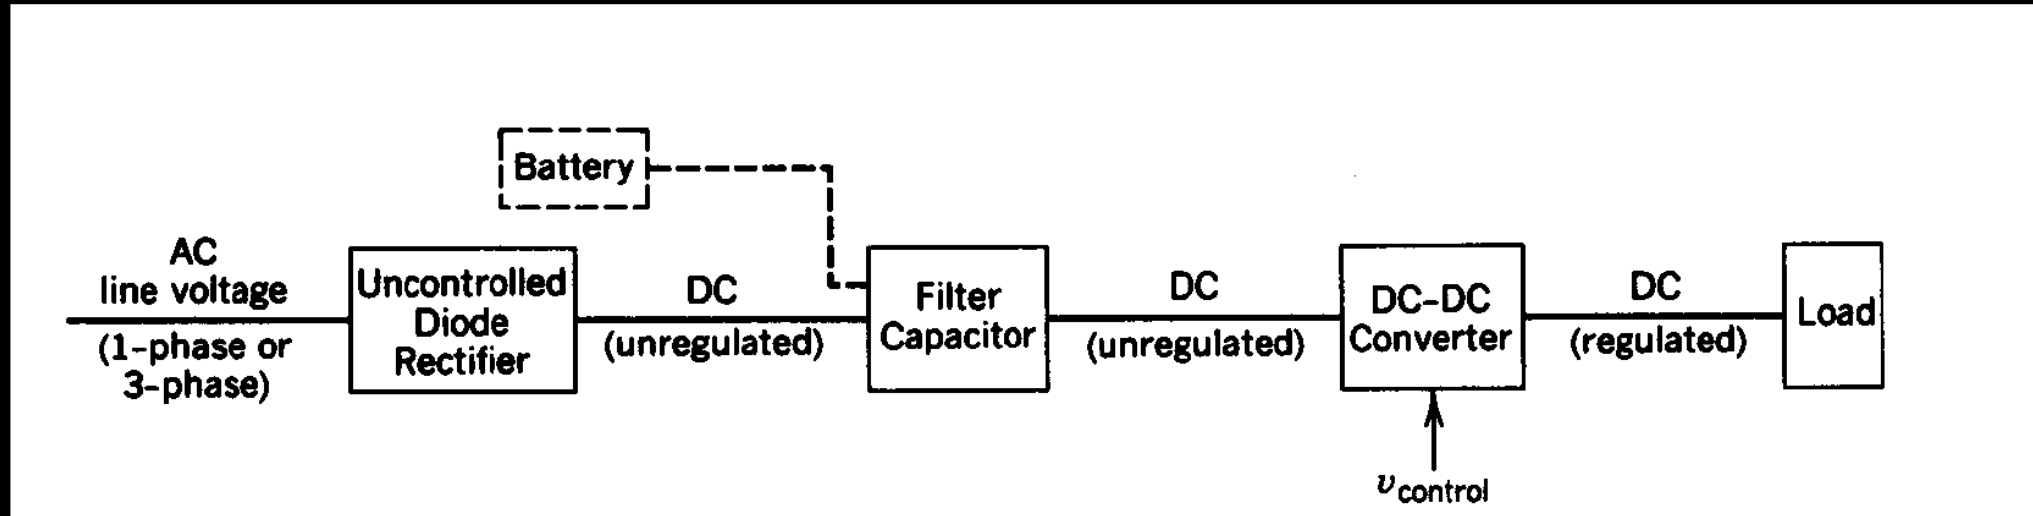 Battery
AC
line voltage
(1-phase or
3-phase)
Uncontrolled
Diode
Rectifier
DC
(unregulated)
Filter
Capacitor
DC
(unregulated)
DC-DC
Converter
DC
(regulated)
Load
υcontrol